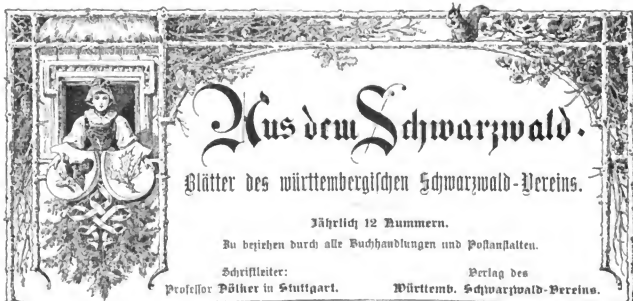 Aus dem Schwarzwald.
Blätter des württembergischen Schwarzwald-Vereins.
Jährlich 12 Nummern.
Zu beziehen durch alle Buchhandlungen und Postanstalten.
Schriftleiter:
Professor Dölker in Stuttgart.
Verlag des
Württemb. Schwarzwald-Vereins.